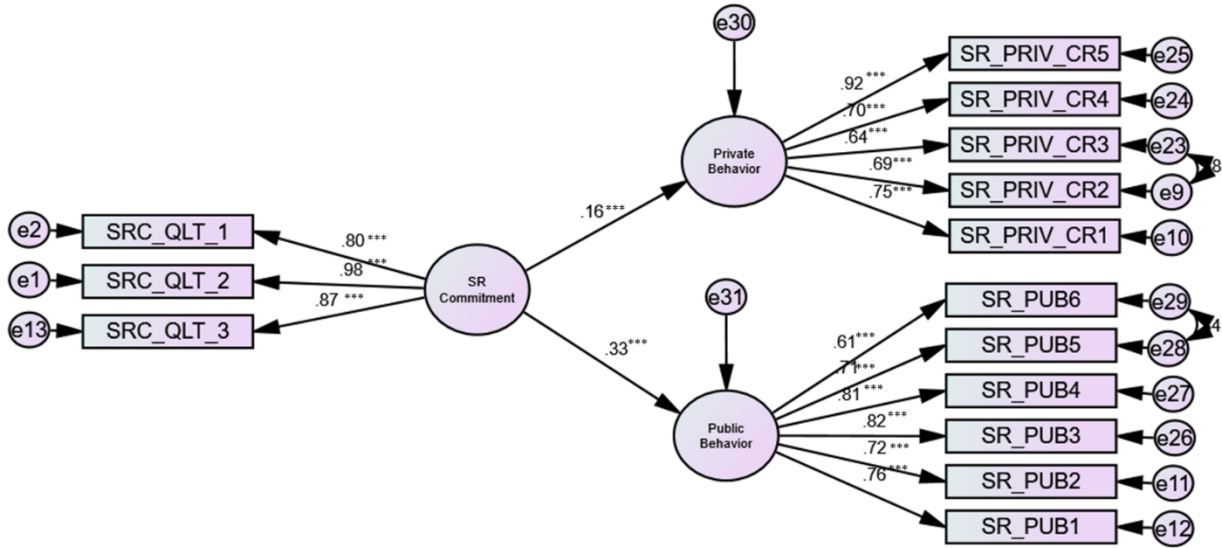 e30
SR_PRIV_CR5
e25
.92 ***
SR_PRIV_CR4
e24
.70***
SR_PRIV_CR3
e23
.64***
Private
Behavior
SR_PRIV_CR2
e9
8
.69***
.75***
SR_PRIV_CR1
e10
.16***
e2
SRC_QLT_1
.80***
e1
SRC_QLT_2
.98***
e13
SRC_QLT_3
.87 ***
SR
Commitment
e31
.33***
SR_PUB6
e29
.61***
SR_PUB5
e28
4
.71***
SR_PUB4
e27
.81 ***
Public
Behavior
SR_PUB3
e26
.82 ***
SR_PUB2
e11
.72 ***
SR_PUB1
e12
.76***